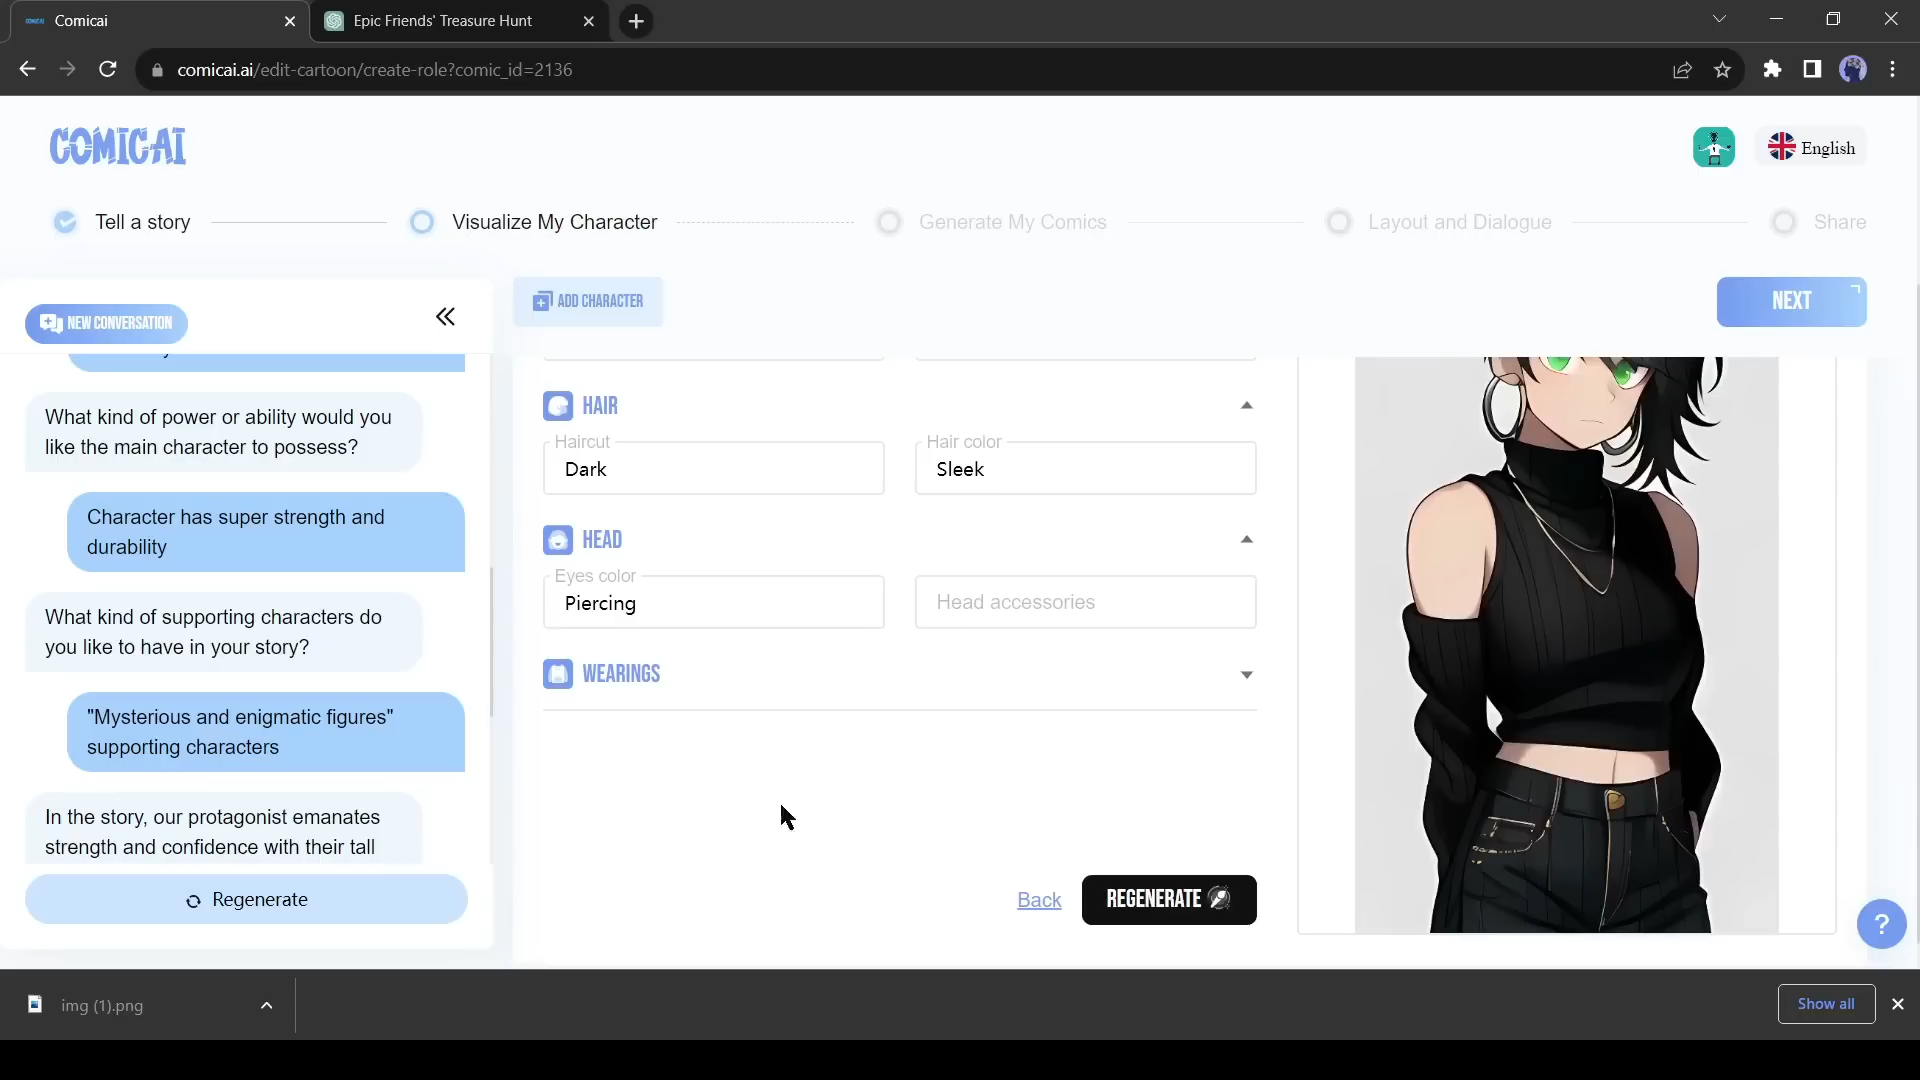 Comicai
Epic Friends' Treasure Hunt
comicai.ai/edit-cartoon/create-role?comic_id=2136
COMICAI
English
Tell a story
Visualize My Character
Generate My Comics
Layout and Dialogue
Share
NEW CONVERSATION
ADD CHARACTER
NEXT
What kind of power or ability would you
like the main character to possess?
Character has super strength and
durability
What kind of supporting characters do
you like to have in your story?
"Mysterious and enigmatic figures"
supporting characters
In the story, our protagonist emanates
strength and confidence with their tall
Regenerate
HAIR
Haircut
Dark
Hair color
Sleek
HEAD
Eyes color
Piercing
Head accessories
WEARINGS
Back
REGENERATE
?
img (1).png
Show all